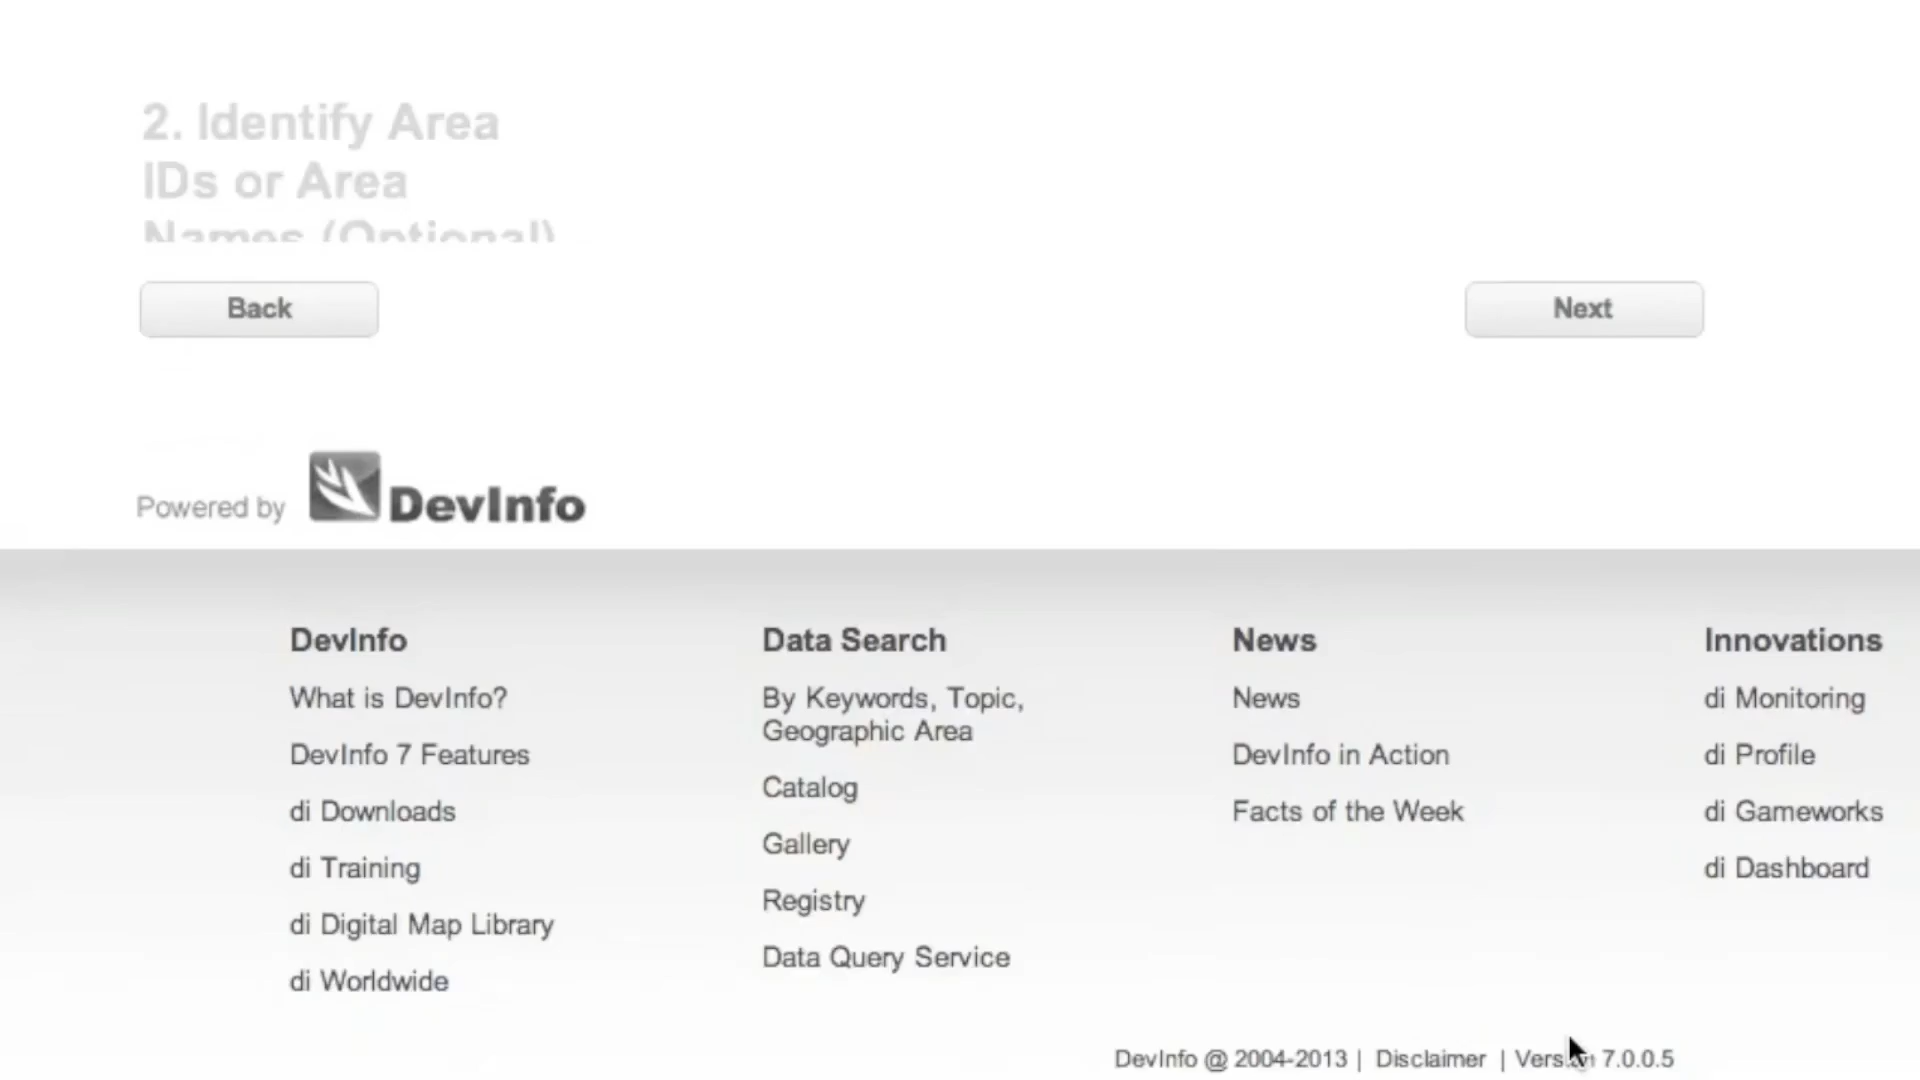 2. Identify Area
IDs or Area
Names (Optional)
Back
Next
Powered by DevInfo
DevInfo
What is DevInfo?
DevInfo 7 Features
di Downloads
di Training
di Digital Map Library
di Worldwide
Data Search
By Keywords, Topic,
Geographic Area
Catalog
Gallery
Registry
Data Query Service
News
News
DevInfo in Action
Facts of the Week
Innovations
di Monitoring
di Profile
di Gameworks
di Dashboard
DevInfo @ 2004-2013 | Disclaimer | Version 7.0.0.5